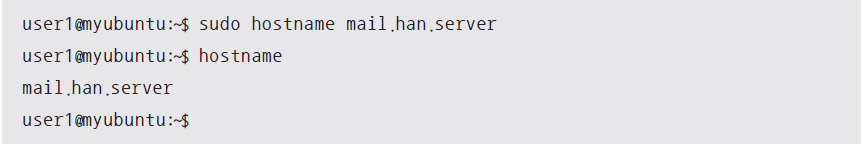 user1@myubuntu:~$ sudo hostname mail.han.server
user1@myubuntu:~$ hostname
mail.han.server
user1@myubuntu:~$